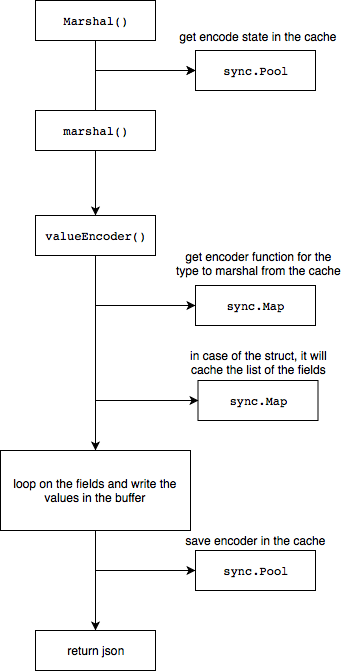 Marshal()
get encode state in the cache
sync.Pool
marshal()
valueEncoder()
get encoder function for the
type to marshal from the cache
sync.Map
in case of the struct, it will
cache the list of the fields
sync.Map
loop on the fields and write the
values in the buffer
save encoder in the cache
sync.Pool
return json